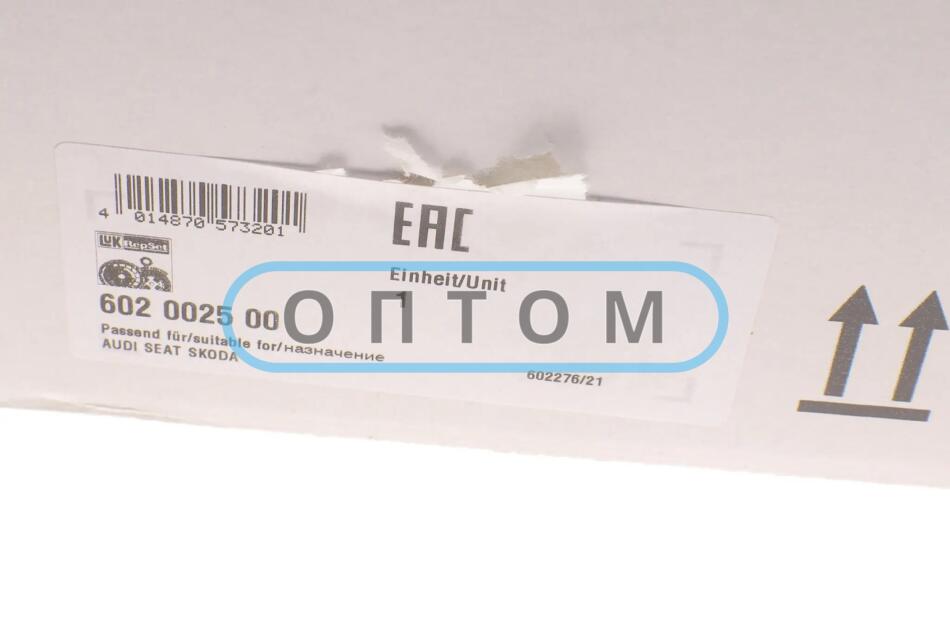 4 014870 573201
EAC
LuK RepSet
Einheit/Unit
1
602 0025 00
ОПТОМ
Passend für/suitable for/назначение
AUDI SEAT SKODA
602276/21